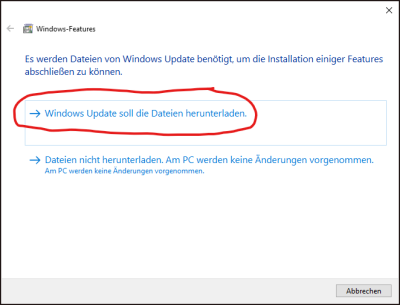 Windows-Features
Es werden Dateien von Windows Update benötigt, um die Installation einiger Features
abschließen zu können.
Windows Update soll die Dateien herunterladen.
Dateien nicht herunterladen. Am PC werden keine Änderungen vorgenommen.
Am PC werden keine Änderungen vorgenommen.
Abbrechen